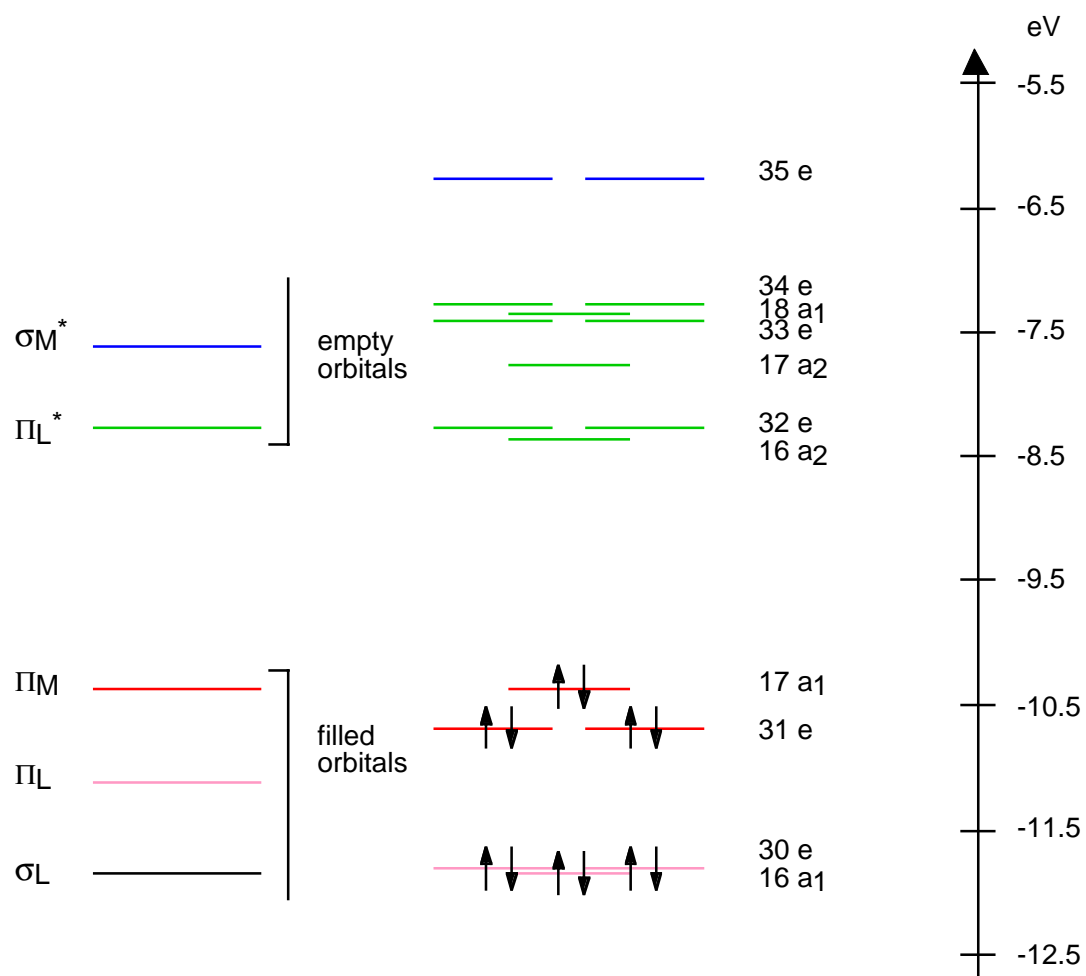 eV
-5.5
35 e
-6.5
34 e
18 a1
33 e
σM*
empty
orbitals
-7.5
17 a2
ΠL*
32 e
16 a2
-8.5
-9.5
ΠM
17 a1
-10.5
31 e
filled
orbitals
ΠL
-11.5
30 e
16 a1
σL
-12.5